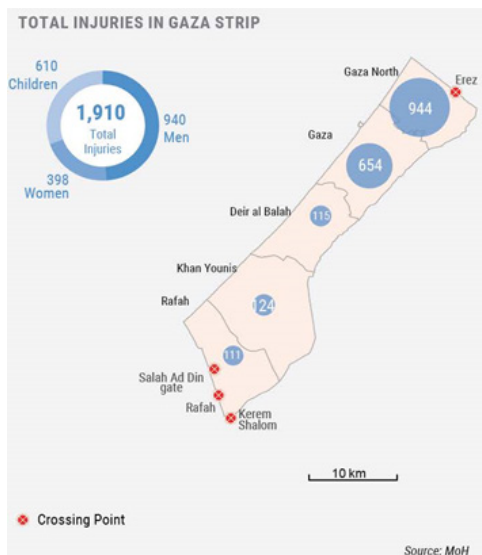 TOTAL INJURIES IN GAZA STRIP
610
Children
1,910
Total
Injuries
940
Men
398
Women
Gaza North
Erez
944
Gaza
654
Deir al Balah
115
Khan Younis
124
Rafah
111
Salah Ad Din
gate
Rafah
Kerem
Shalom
10 km
Crossing Point
Source: MoH